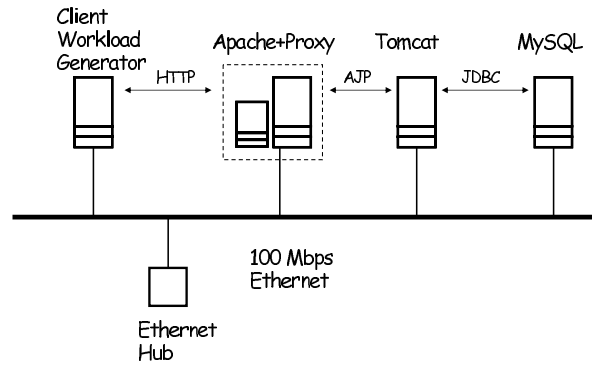 Client
Workload
Generator
Apache+Proxy
Tomcat
MySQL
HTTP
AJP
JDBC
100 Mbps
Ethernet
Ethernet
Hub